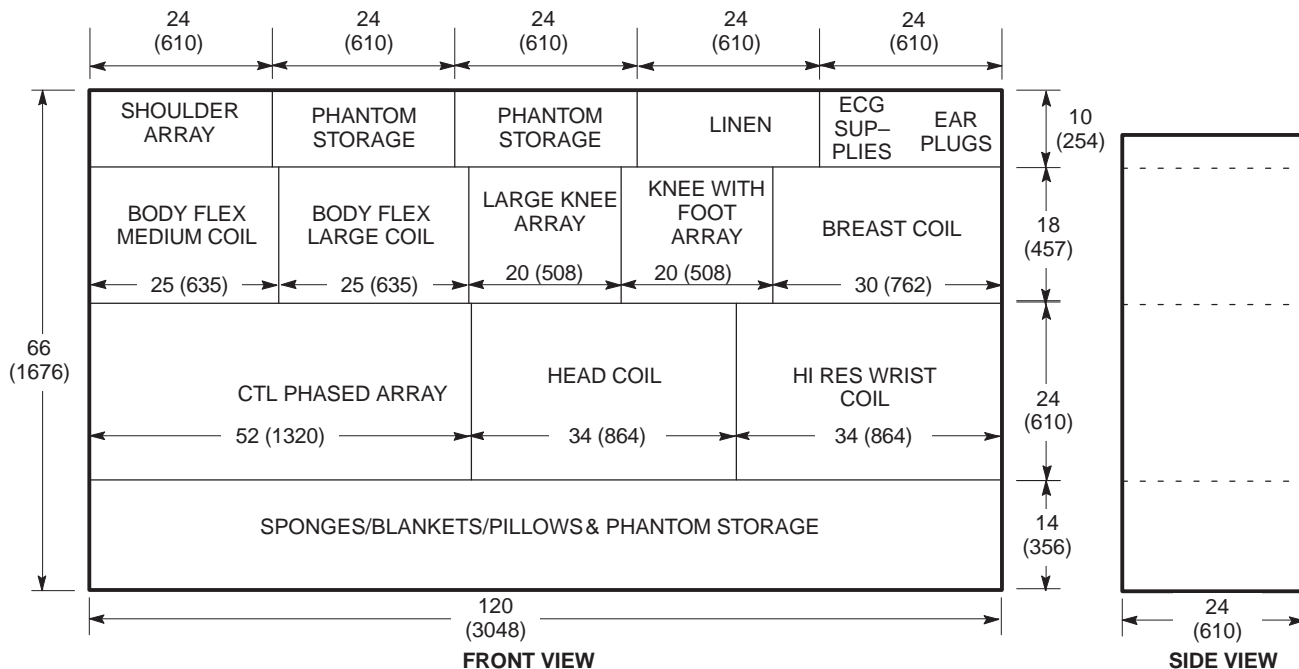 24 24 24 24 24
(610) (610) (610) (610) (610)
SHOULDER
ARRAY
PHANTOM
STORAGE
PHANTOM
STORAGE
LINEN
ECG
SUP–
PLIES
EAR
PLUGS
10
(254)
BODY FLEX
MEDIUM COIL
25 (635)
BODY FLEX
LARGE COIL
25 (635)
LARGE KNEE
ARRAY
20 (508)
KNEE WITH
FOOT
ARRAY
20 (508)
BREAST COIL
30 (762)
18
(457)
66
(1676)
CTL PHASED ARRAY
52 (1320)
HEAD COIL
34 (864)
HI RES WRIST
COIL
34 (864)
24
(610)
SPONGES/BLANKETS/PILLOWS & PHANTOM STORAGE
14
(356)
120
(3048)
FRONT VIEW
24
(610)
SIDE VIEW